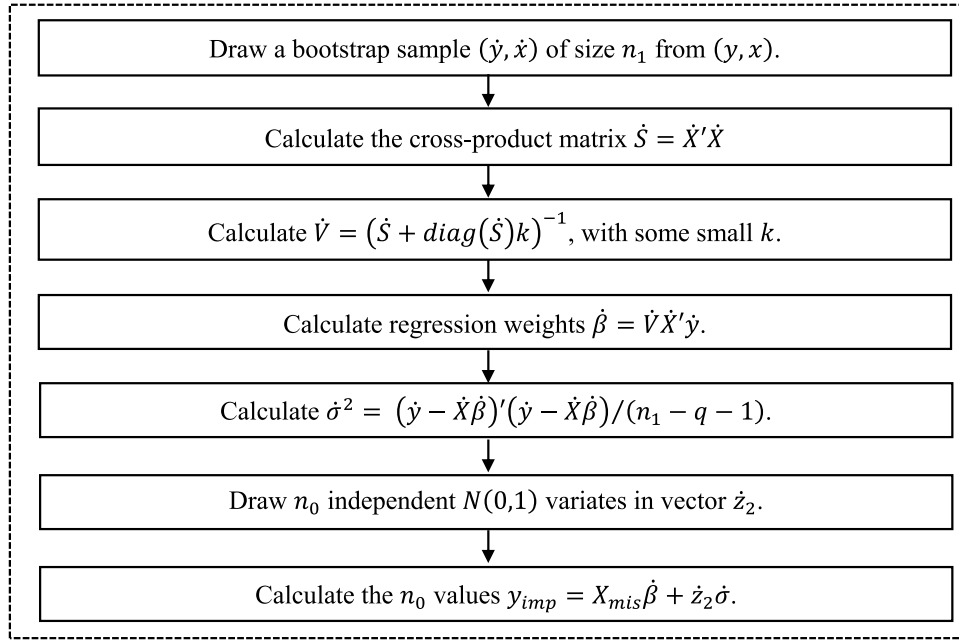 Draw a bootstrap sample (ẏ, ẋ) of size n₁ from (y, x).
Calculate the cross-product matrix Ṡ = Ẋ′Ẋ
Calculate V̇ = (Ṡ + diag(Ṡ)k)⁻¹, with some small k.
Calculate regression weights β̇ = V̇Ẋ′ẏ.
Calculate σ̇² = (ẏ − Ẋβ̇)′(ẏ − Ẋβ̇)/(n₁ − q − 1).
Draw n₀ independent N(0,1) variates in vector ż₂.
Calculate the n₀ values y_imp = X_mis β̇ + ż₂σ̇.